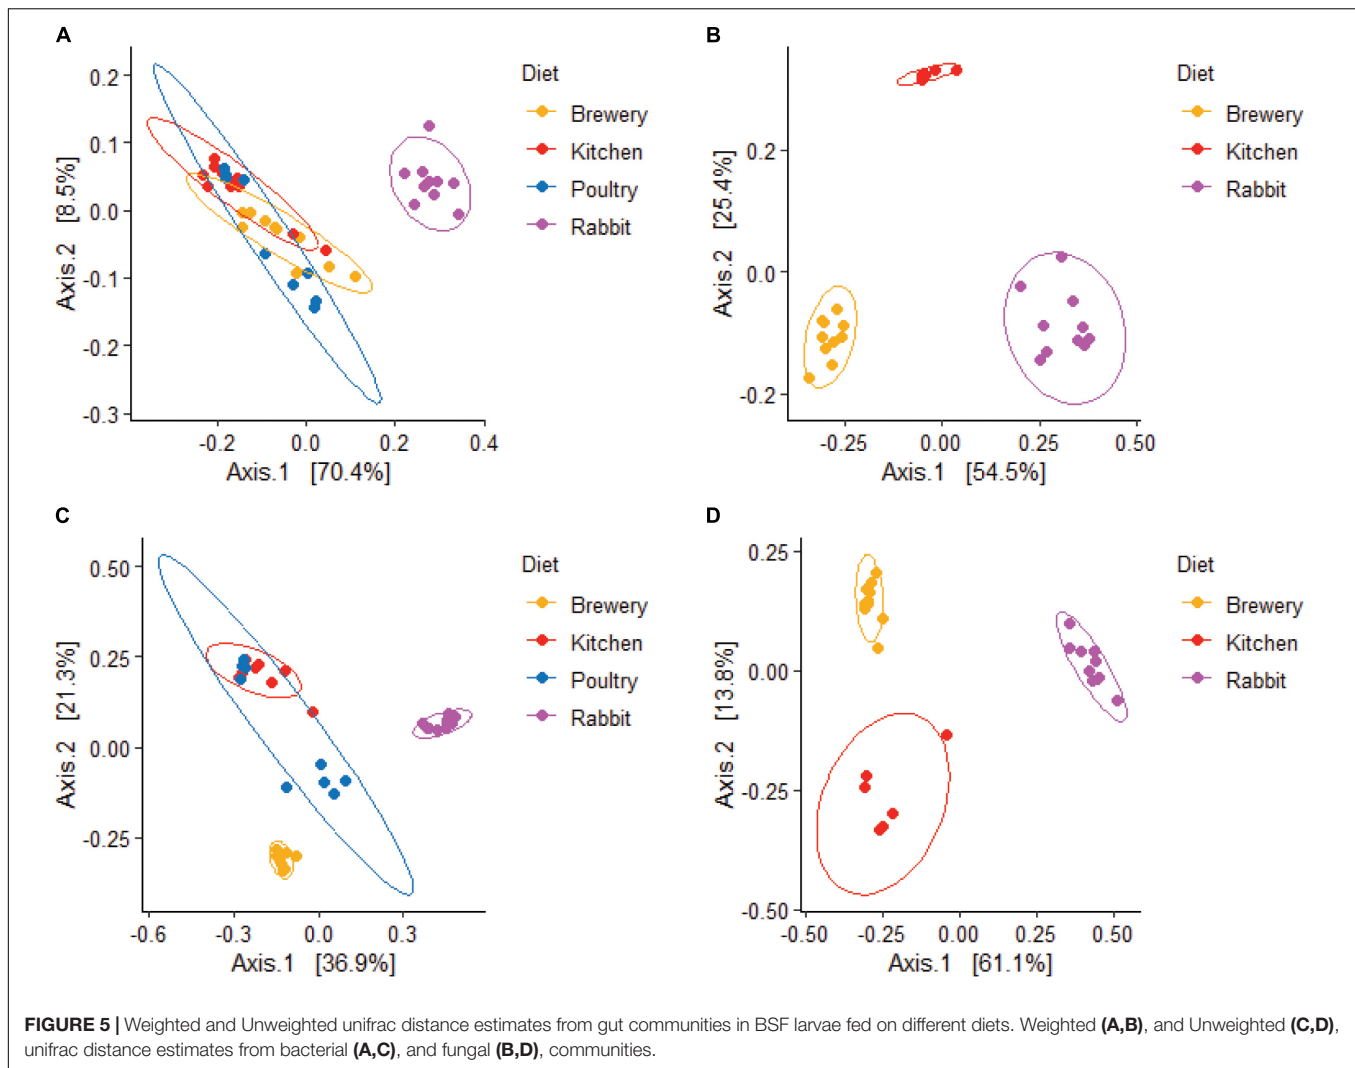 A
0.2
0.1
0.0
-0.1
-0.2
-0.3
Axis.2 [8.5%]
-0.2 0.0 0.2 0.4
Axis.1 [70.4%]
Diet
Brewery
Kitchen
Poultry
Rabbit
B
0.2
0.0
-0.2
Axis.2 [25.4%]
-0.25 0.00 0.25 0.50
Axis.1 [54.5%]
Diet
Brewery
Kitchen
Rabbit
C
0.50
0.25
0.00
-0.25
Axis.2 [21.3%]
-0.6 -0.3 0.0 0.3
Axis.1 [36.9%]
Diet
Brewery
Kitchen
Poultry
Rabbit
D
0.25
0.00
-0.25
-0.50
Axis.2 [13.8%]
-0.50 -0.25 0.00 0.25 0.50
Axis.1 [61.1%]
Diet
Brewery
Kitchen
Rabbit
FIGURE 5 | Weighted and Unweighted unifrac distance estimates from gut communities in BSF larvae fed on different diets. Weighted (A,B), and Unweighted (C,D),
unifrac distance estimates from bacterial (A,C), and fungal (B,D), communities.